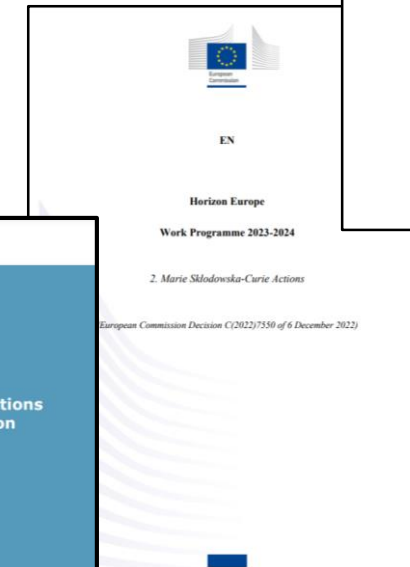 European
Commission
EN
Horizon Europe
Work Programme 2023-2024
2. Marie Skłodowska-Curie Actions
European Commission Decision C(2022)7550 of 6 December 2022)
tions
on